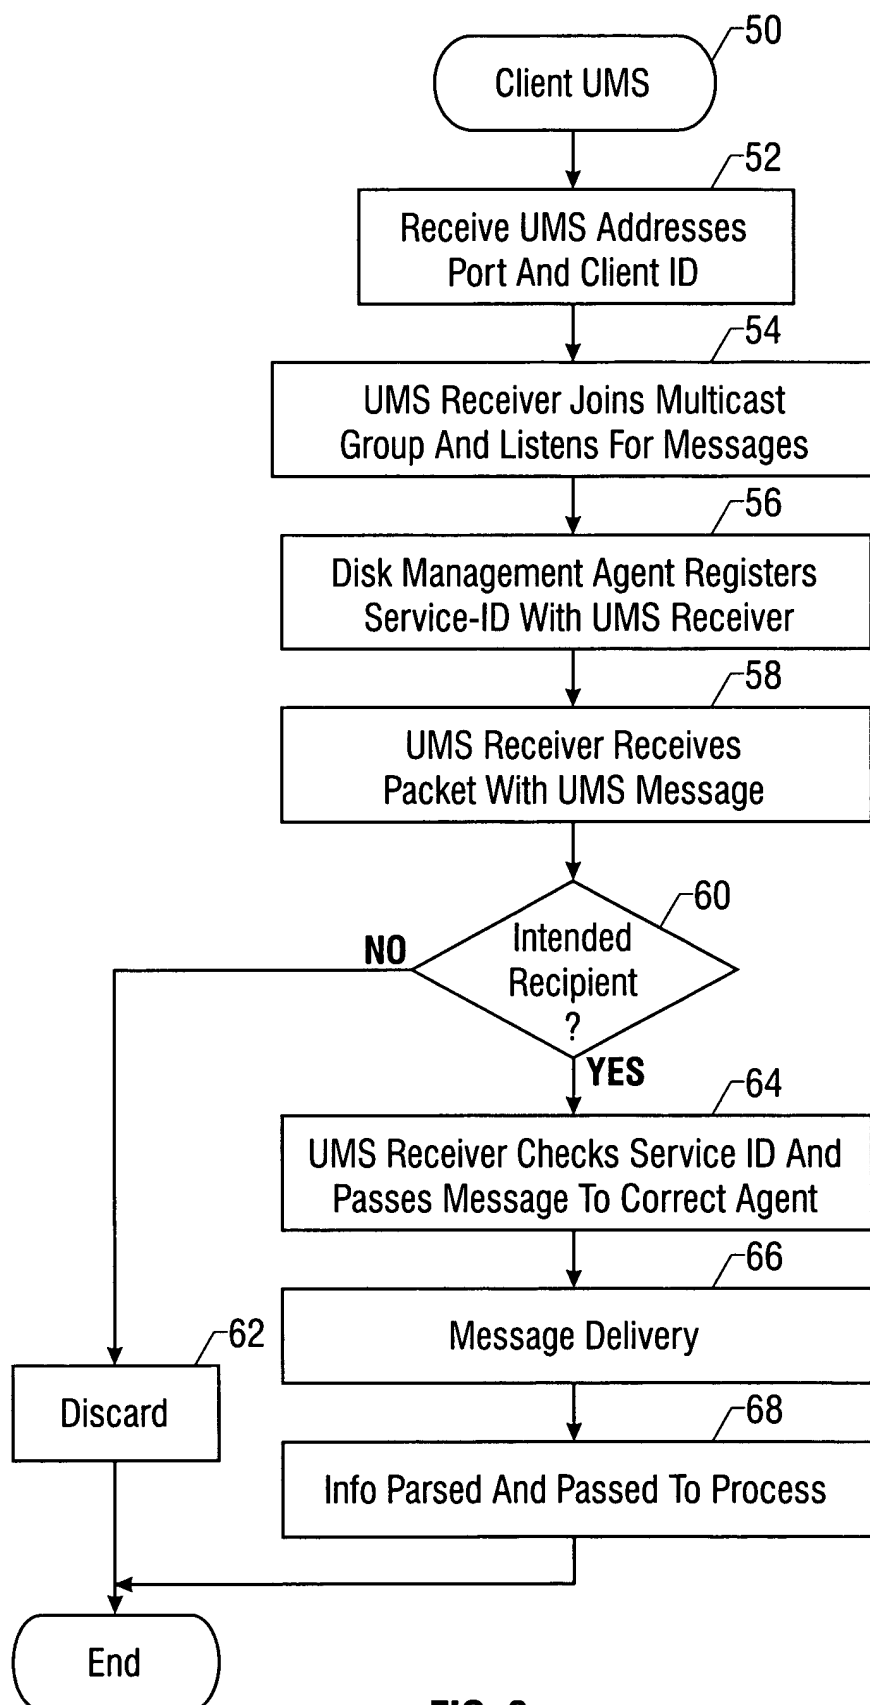 50
Client UMS
52
Receive UMS Addresses
Port And Client ID
54
UMS Receiver Joins Multicast
Group And Listens For Messages
56
Disk Management Agent Registers
Service-ID With UMS Receiver
58
UMS Receiver Receives
Packet With UMS Message
60
Intended
Recipient
?
NO
YES
64
UMS Receiver Checks Service ID And
Passes Message To Correct Agent
66
Message Delivery
62
Discard
68
Info Parsed And Passed To Process
End